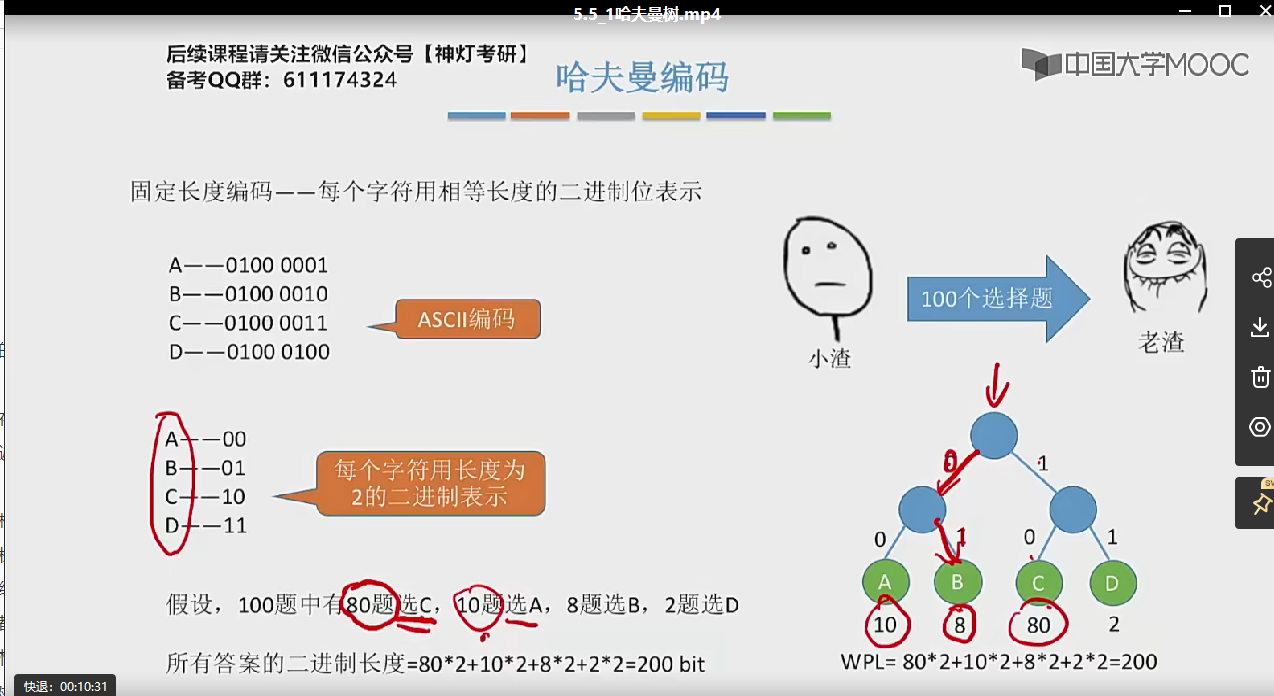 5.5_1哈夫曼树.mp4
后续课程请关注微信公众号【神灯考研】
备考QQ群：611174324
哈夫曼编码
中国大学MOOC
固定长度编码——每个字符用相等长度的二进制位表示
A——0100 0001
B——0100 0010
C——0100 0011
D——0100 0100
ASCII编码
100个选择题
小渣
老渣
A——00
B——01
C——10
D——11
每个字符用长度为
2的二进制表示
0
1
0
1
0
1
A
B
C
D
10
8
80
2
假设，100题中有80题选C，10题选A，8题选B，2题选D
所有答案的二进制长度=80*2+10*2+8*2+2*2=200 bit
WPL= 80*2+10*2+8*2+2*2=200
快退：00:10:31